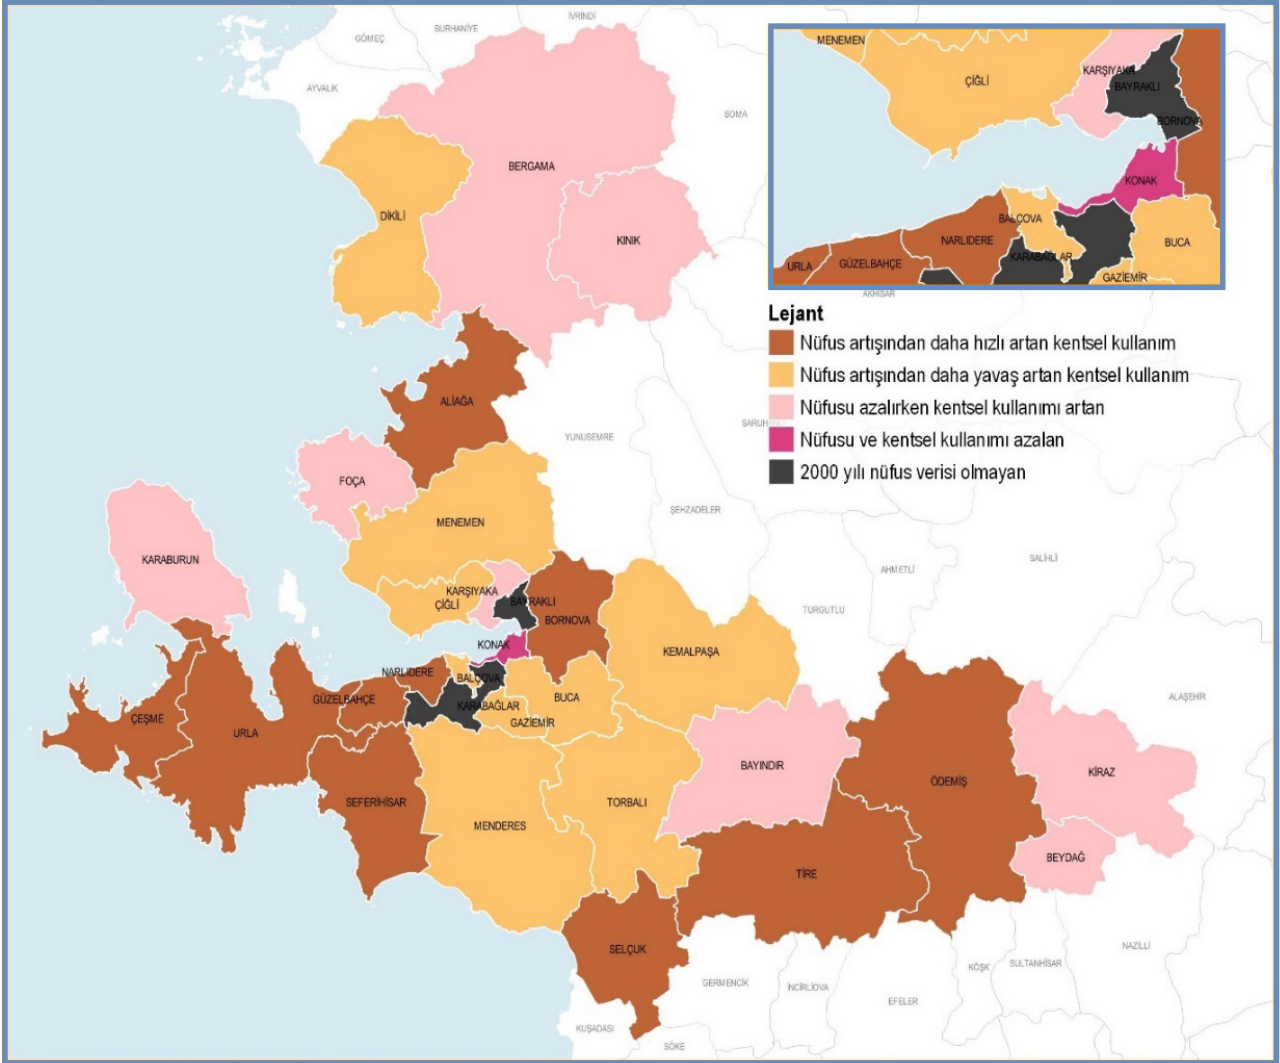 İVRİNDİ
BURHANİYE
GÖMEÇ
AYVALIK
SOMA
BERGAMA
DİKİLİ
KINIK
MENEMEN
ÇİĞLİ
KARŞIYAKA
BAYRAKLI
BORNOVA
KONAK
BALÇOVA
NARLIDERE
KARABAĞLAR
BUCA
URLA
GÜZELBAHÇE
GAZİEMİR
AKHİSAR
Lejant
Nüfus artışından daha hızlı artan kentsel kullanım
Nüfus artışından daha yavaş artan kentsel kullanım
Nüfusu azalırken kentsel kullanımı artan
Nüfusu ve kentsel kullanımı azalan
2000 yılı nüfus verisi olmayan
ALİAĞA
SARUH
YUNUSEMRE
FOÇA
ŞEHZADELER
MENEMEN
KARABURUN
SALİHLİ
AHMETLİ
KARŞIYAKA
ÇİĞLİ
BAYRAKLI
TURGUTLU
BORNOVA
KONAK
KEMALPAŞA
NARLIDERE
BALÇOVA
GÜZELBAHÇE
BUCA
ALAŞEHİR
KARABAĞLAR
ÇEŞME
GAZİEMİR
URLA
BAYINDIR
KİRAZ
ÖDEMİŞ
SEFERİHİSAR
TORBALI
MENDERES
BEYDAĞ
TİRE
SELÇUK
NAZİLLİ
SULTANHİSAR
KÖŞK
GERMENCİK
İNCİRLİOVA
EFELER
KUŞADASI
SÖKE